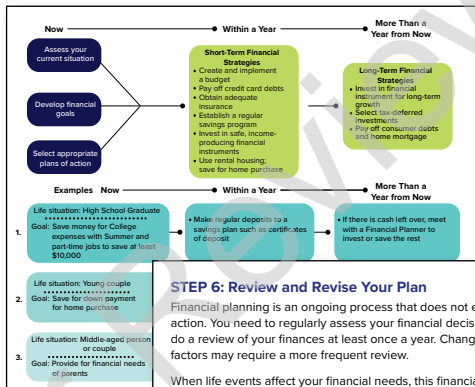 Now
Within a Year
More Than a
Year from Now
Assess your
current situation
Develop financial
goals
Select appropriate
plans of action
Short-Term Financial
Strategies
• Create and implement
a budget
• Pay off credit card debts
• Obtain adequate
insurance
• Establish a regular
savings program
• Invest in safe, income-
producing financial
instruments
• Use rental housing;
save for home purchase
Long-Term Financial
Strategies
• Invest in financial
instrument for long-term
growth
• Select tax-deferred
investments
• Pay off consumer debts
and home mortgage
Examples Now
Within a Year
More Than a
Year from Now
1.
Life situation: High School Graduate
Goal: Save money for College
expenses with Summer and
part-time jobs to save at least
$10,000
• Make regular deposits to a
savings plan such as certificates
of deposit
• If there is cash left over, meet
with a Financial Planner to
invest or save the rest
2.
Life situation: Young couple
Goal: Save for down payment
for home purchase
3.
Life situation: Middle-aged person
or couple
Goal: Provide for financial needs
of parents
STEP 6: Review and Revise Your Plan
Financial planning is an ongoing process that does not e
action. You need to regularly assess your financial decis
do a review of your finances at least once a year. Chang
factors may require a more frequent review.
When life events affect your financial needs, this financia
Review